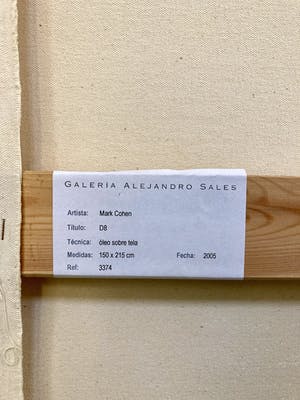 GALERÍA ALEJANDRO SALES
Artista: Mark Cohen
Título: D8
Técnica: óleo sobre tela
Medidas: 150 x 215 cm Fecha: 2005
Ref: 3374